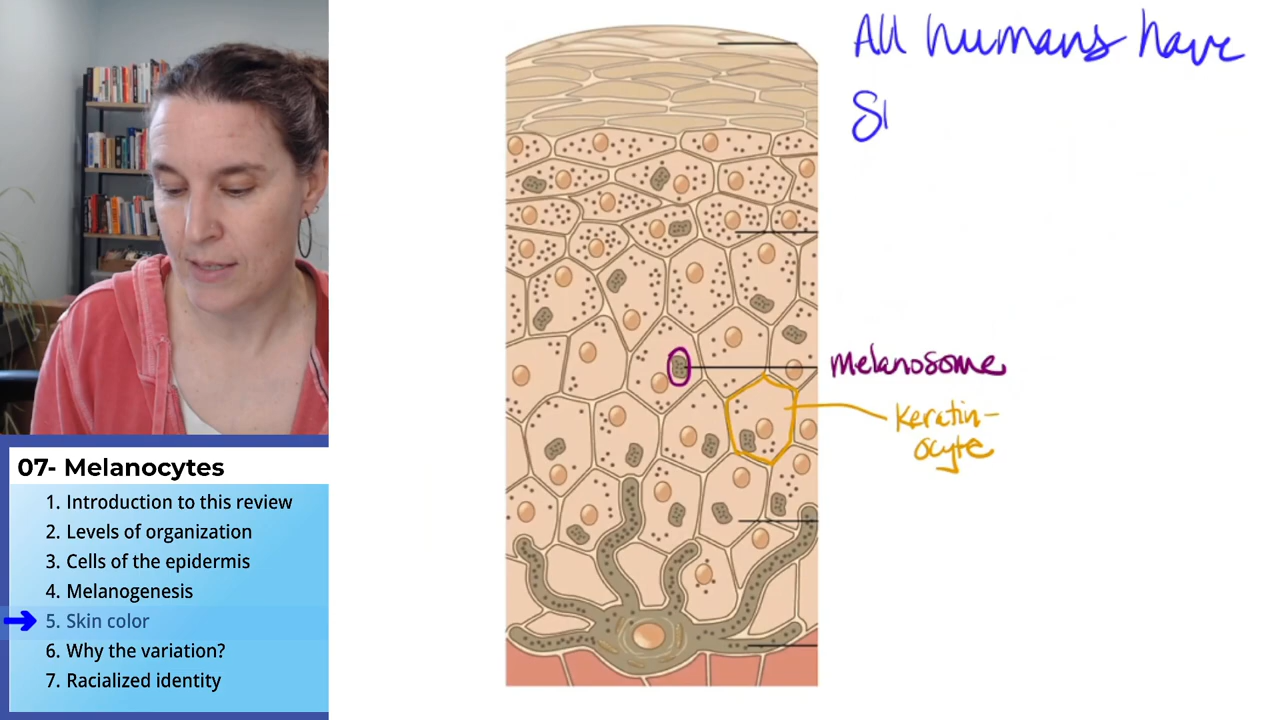 All humans have
Si
melanosome
Keratin-
ocyte
07- Melanocytes
1. Introduction to this review
2. Levels of organization
3. Cells of the epidermis
4. Melanogenesis
5. Skin color
6. Why the variation?
7. Racialized identity